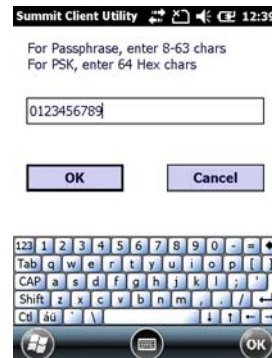 Summit Client Utility 12:39
For Passphrase, enter 8-63 chars
For PSK, enter 64 Hex chars
0123456789
OK Cancel
123 1 2 3 4 5 6 7 8 9 0 - =
Tab q w e r t y u i o p [ ]
CAP a s d f g h j k l ; '
Shift z x c v b n m , . /
Ctl áü ` \
OK